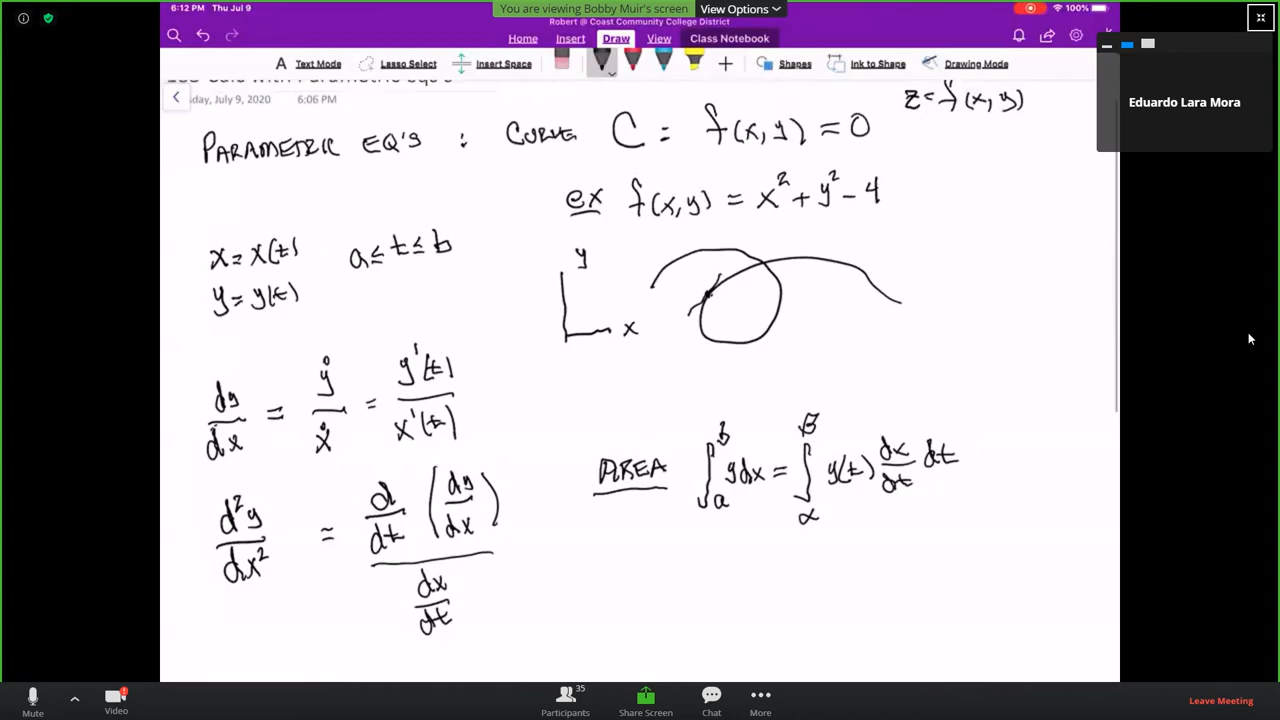 6:12 PM Thu Jul 9
You are viewing Bobby Muir's screen View Options
100%
Robert @ Coast Community College District
Home Insert Draw View Class Notebook
A Text Mode Lasso Select Insert Space Shapes Ink to Shape Drawing Mode
day, July 9, 2020 6:06 PM
Eduardo Lara Mora
z = f(x, y)
PARAMETRIC EQ'S : CURVE C = f(x, y) = 0
ex f(x,y) = x² + y² - 4
x = x(t) a ≤ t ≤ b
y = y(t)
y
x
dy/dx = ẏ/ẋ = y'(t)/x'(t)
AREA ∫_a^b ydx = ∫_α^β y(t) dx/dt dt
d²y/dx² = d/dt (dy/dx) / dx/dt
Mute Video Participants 35 Share Screen Chat More Leave Meeting